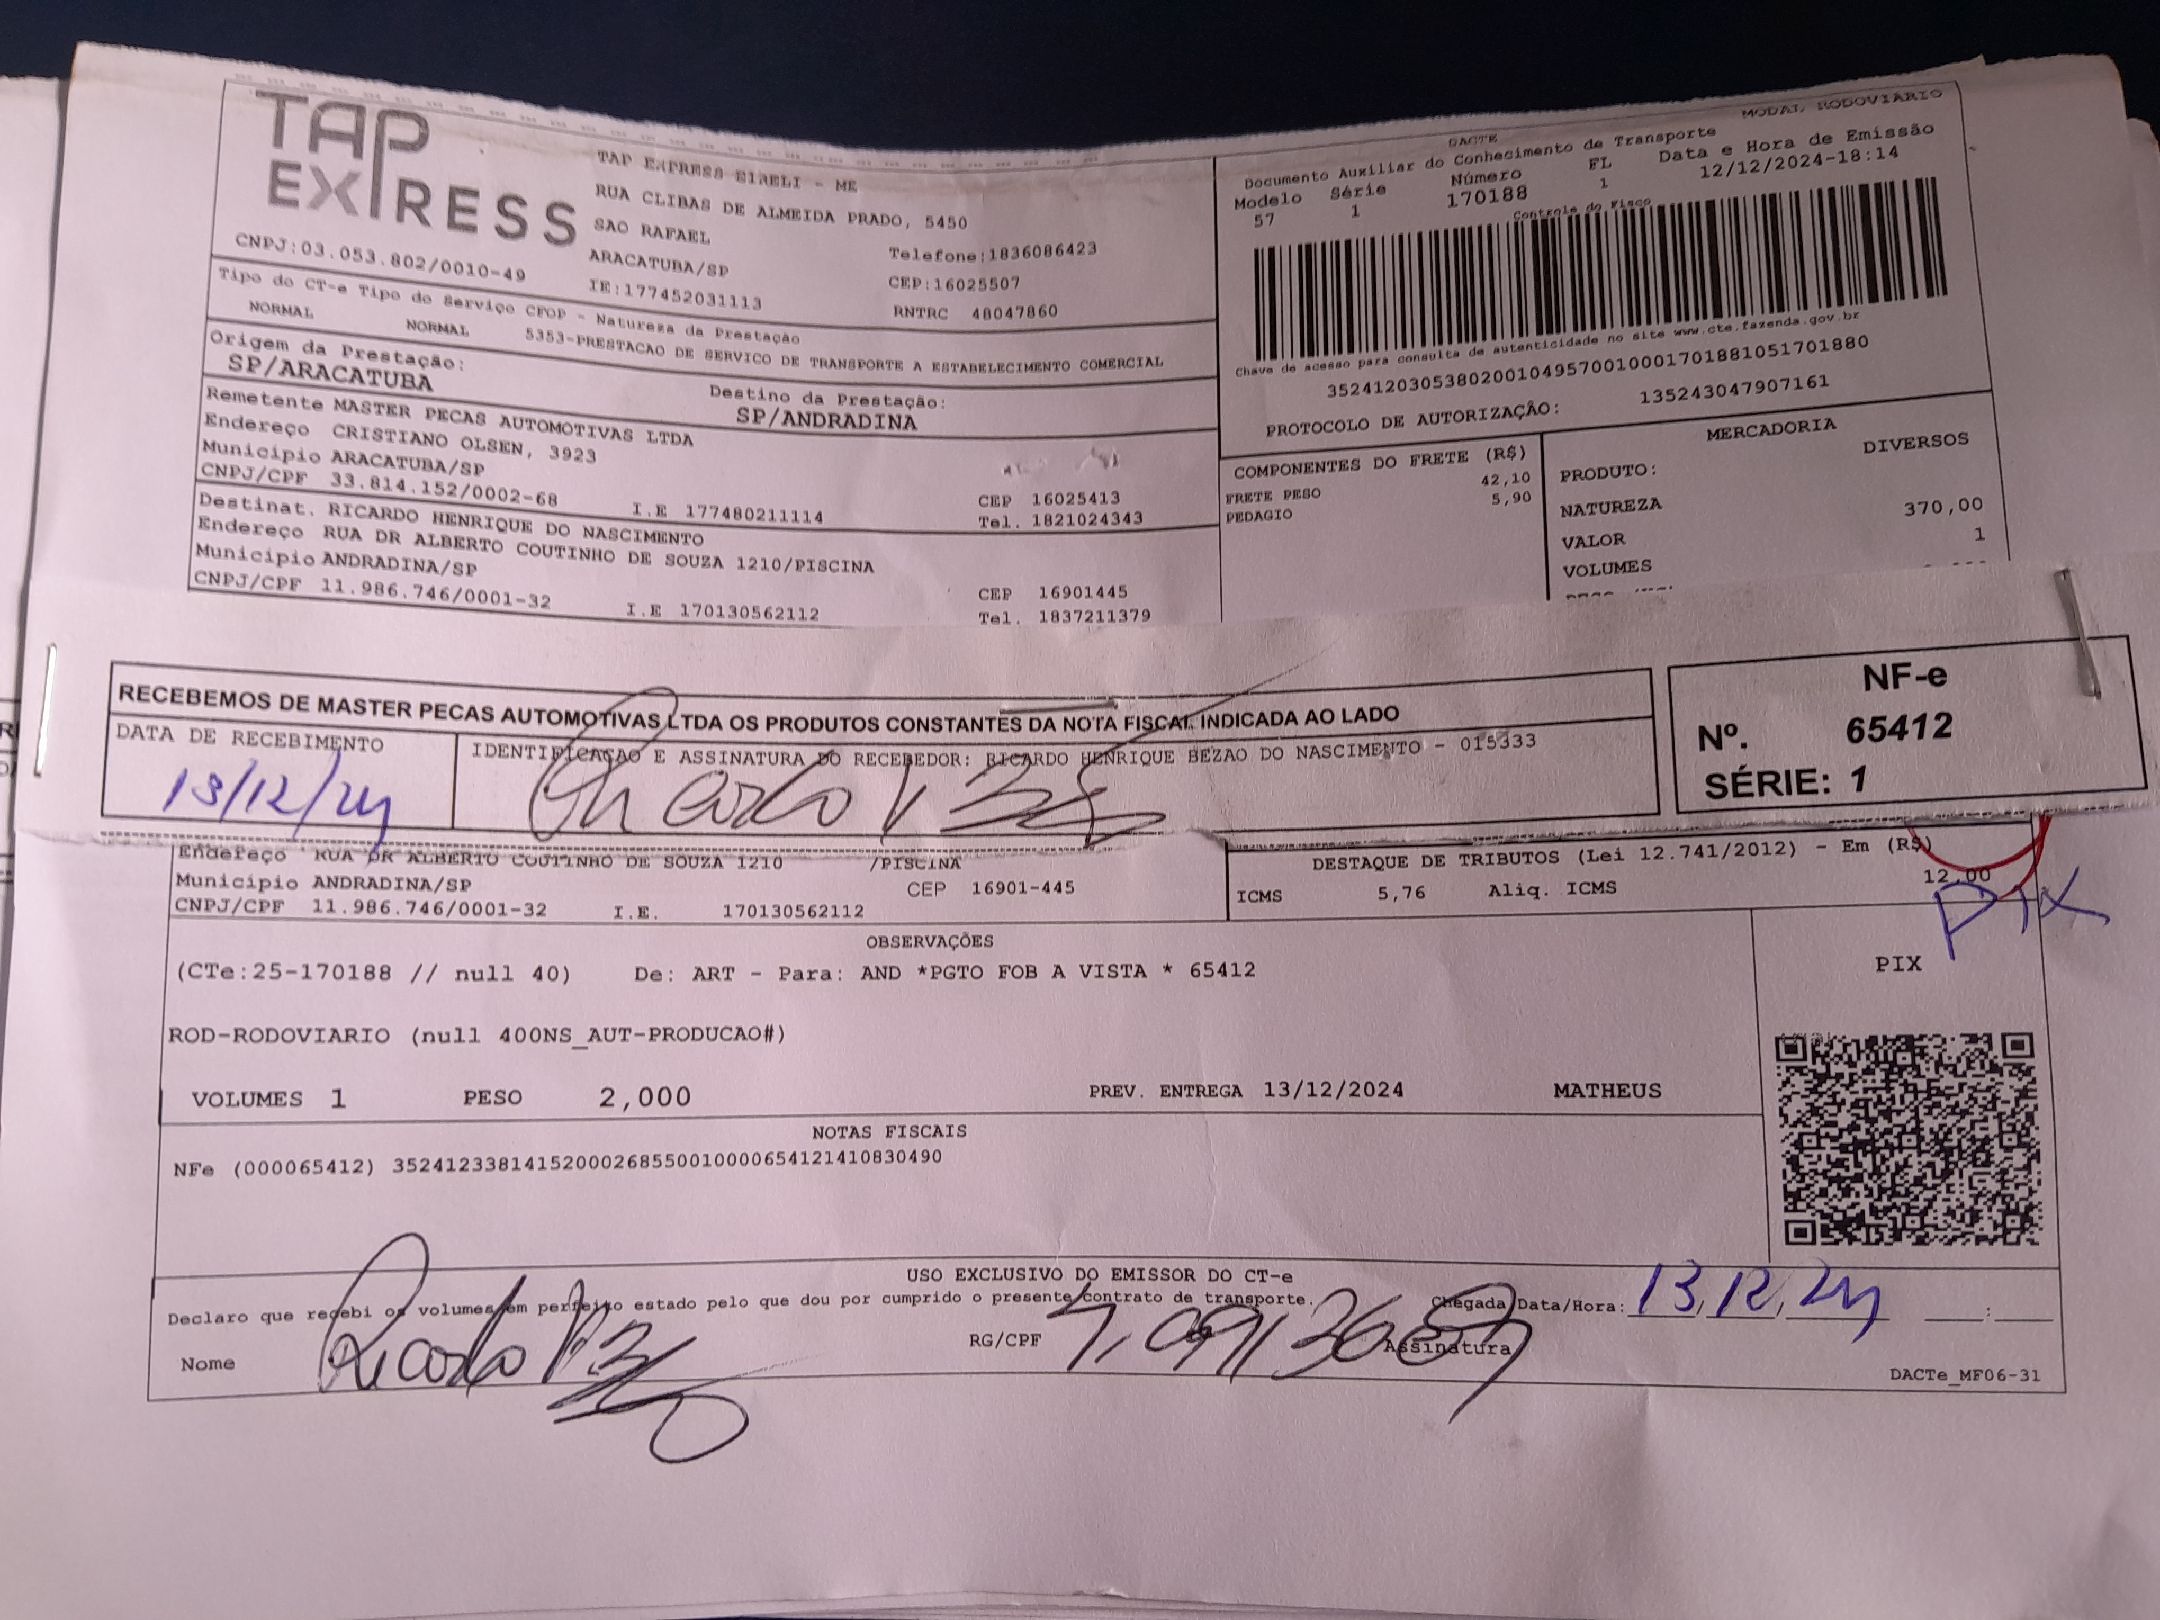 TAP EXPRESS
TAP EXPRESS EIRELI - ME
RUA CLIBAS DE ALMEIDA PRADO, 5450
SAO RAFAEL
ARACATUBA/SP
Telefone:1836086423
CEP:16025507
CNPJ:03.053.802/0010-49
IE:177452031113
RNTRC 48047860
Tipo do CT-e Tipo do Serviço CFOP - Natureza da Prestação
NORMAL NORMAL 5353-PRESTACAO DE SERVICO DE TRANSPORTE A ESTABELECIMENTO COMERCIAL
Origem da Prestação:
SP/ARACATUBA
Destino da Prestação:
SP/ANDRADINA
Remetente MASTER PECAS AUTOMOTIVAS LTDA
Endereço CRISTIANO OLSEN, 3923
Município ARACATUBA/SP
CEP 16025413
CNPJ/CPF 33.814.152/0002-68 I.E 177480211114 Tel. 1821024343
Destinat. RICARDO HENRIQUE DO NASCIMENTO
Endereço RUA DR ALBERTO COUTINHO DE SOUZA 1210/PISCINA
Município ANDRADINA/SP
CEP 16901445
CNPJ/CPF 11.986.746/0001-32 I.E 170130562112 Tel. 1837211379
DACTE MODAL RODOVIÁRIO
Documento Auxiliar do Conhecimento de Transporte
Modelo Série Número FL Data e Hora de Emissão
57 1 170188 1 12/12/2024-18:14
Controle do Fisco
Chave de acesso para consulta de autenticidade no site www.cte.fazenda.gov.br
35241203053802001049570010001701881051701880
PROTOCOLO DE AUTORIZAÇÃO: 135243047907161
COMPONENTES DO FRETE (R$)
FRETE PESO 42,10
PEDAGIO 5,90
MERCADORIA
PRODUTO: DIVERSOS
NATUREZA
VALOR 370,00
VOLUMES 1
RECEBEMOS DE MASTER PECAS AUTOMOTIVAS LTDA OS PRODUTOS CONSTANTES DA NOTA FISCAL INDICADA AO LADO
DATA DE RECEBIMENTO
13/12/24
IDENTIFICAÇAO E ASSINATURA DO RECEBEDOR: RICARDO HENRIQUE BEZAO DO NASCIMENTO - 015333
Ricardo
NF-e
Nº. 65412
SÉRIE: 1
Endereço RUA DR ALBERTO COUTINHO DE SOUZA 1210 /PISCINA
Município ANDRADINA/SP CEP 16901-445
CNPJ/CPF 11.986.746/0001-32 I.E. 170130562112
DESTAQUE DE TRIBUTOS (Lei 12.741/2012) - Em (R$)
ICMS 5,76 Aliq. ICMS 12,00
PIX
OBSERVAÇÕES
(CTe:25-170188 // null 40) De: ART - Para: AND *PGTO FOB A VISTA * 65412
ROD-RODOVIARIO (null 400NS_AUT-PRODUCAO#)
PIX
VOLUMES 1 PESO 2,000 PREV. ENTREGA 13/12/2024 MATHEUS
NOTAS FISCAIS
NFe (000065412) 35241233814152000268550010000654121410830490
USO EXCLUSIVO DO EMISSOR DO CT-e
Declaro que recebi os volumes em perfeito estado pelo que dou por cumprido o presente contrato de transporte.
Chegada Data/Hora: 13, 12, 24 :
Nome Ricardo
RG/CPF
Assinatura
DACTe_MF06-31